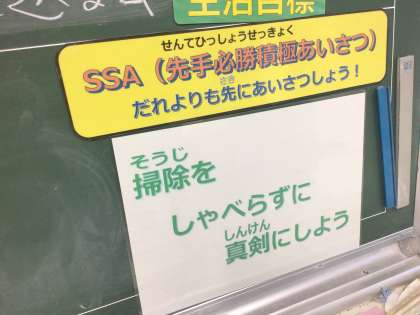 生活目標
せんてひっしょうせっきょく
SSA（先手必勝積極あいさつ）
さき
だれよりも先にあいさつしょう！
そうじ
掃除を
しゃべらずに
しんけん
真剣にしよう